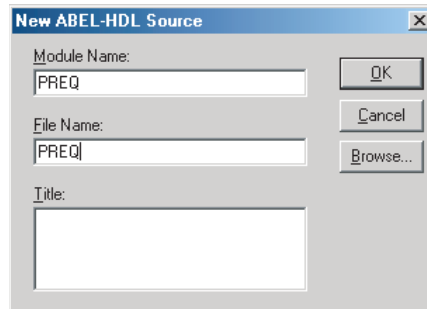 New ABEL-HDL Source
Module Name:
PREQ
OK
Cancel
File Name:
PREQ
Browse...
Title: